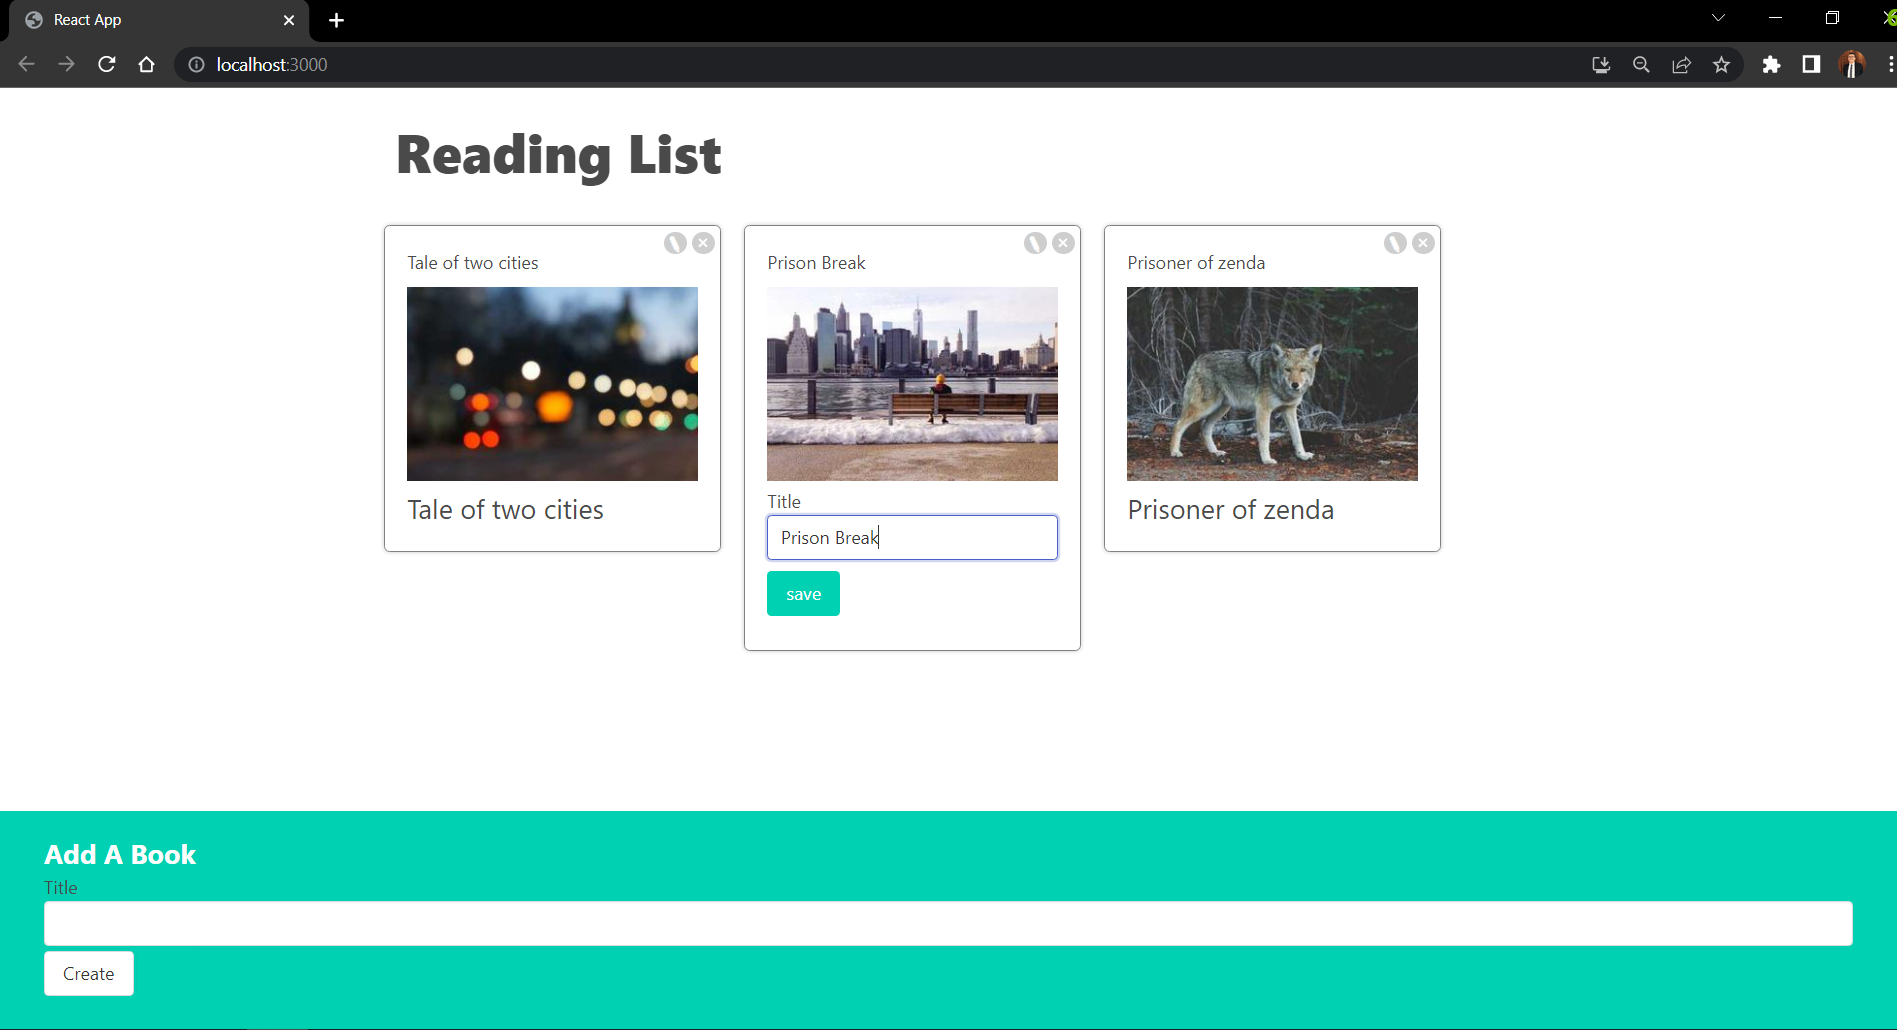 React App
localhost:3000
Reading List
Tale of two cities
Tale of two cities
Prison Break
Title
Prison Break
save
Prisoner of zenda
Prisoner of zenda
Add A Book
Title
Create